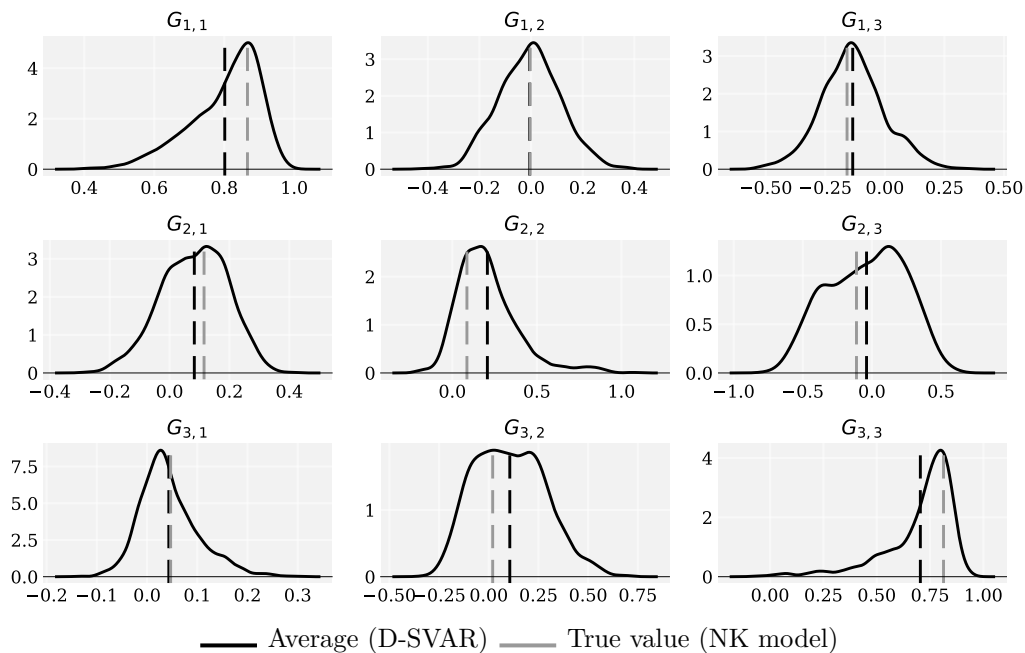 G1,1 G1,2 G1,3
4
2
0
0.4 0.6 0.8 1.0
3
2
1
0
−0.4 −0.2 0.0 0.2 0.4
3
2
1
0
−0.50 −0.25 0.00 0.25 0.50
G2,1 G2,2 G2,3
3
2
1
0
−0.4 −0.2 0.0 0.2 0.4
2
1
0
0.0 0.5 1.0
1.0
0.5
0.0
−1.0 −0.5 0.0 0.5
G3,1 G3,2 G3,3
7.5
5.0
2.5
0.0
−0.2 −0.1 0.0 0.1 0.2 0.3
1
0
−0.50 −0.25 0.00 0.25 0.50 0.75
4
2
0
0.00 0.25 0.50 0.75 1.00
Average (D-SVAR) True value (NK model)